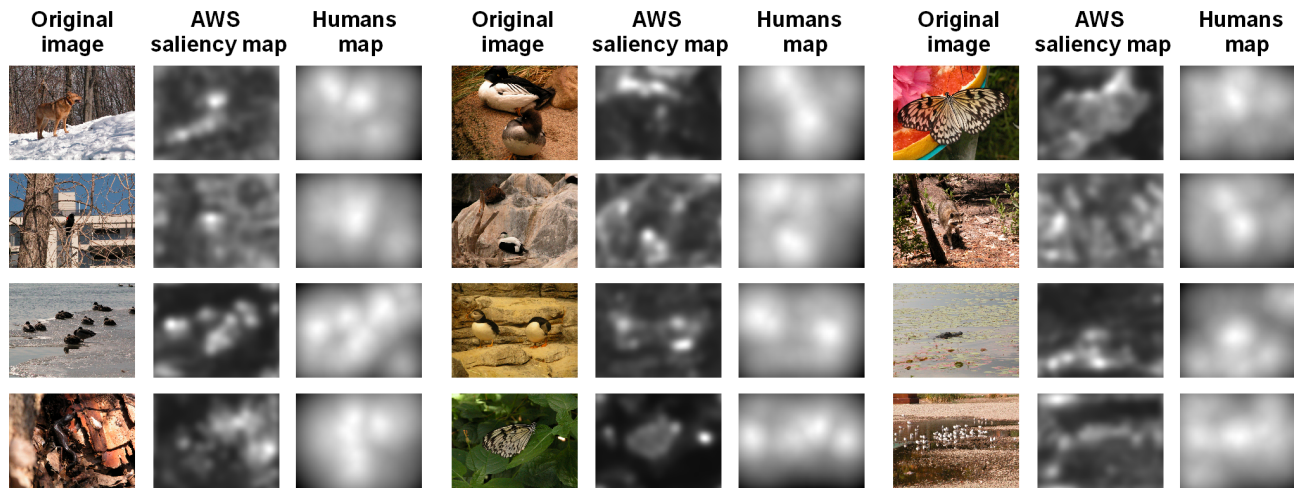 Original
image
AWS
saliency map
Humans
map
Original
image
AWS
saliency map
Humans
map
Original
image
AWS
saliency map
Humans
map